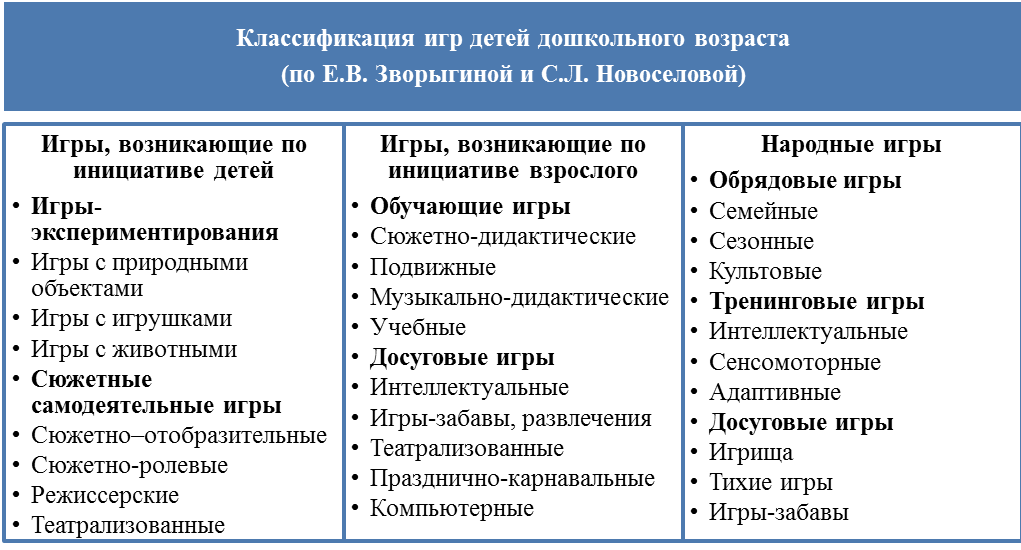 Классификация игр детей дошкольного возраста
(по Е.В. Зворыгиной и С.Л. Новоселовой)
Игры, возникающие по
инициативе детей
• Игры-
экспериментирования
• Игры с природными
объектами
• Игры с игрушками
• Игры с животными
• Сюжетные
самодеятельные игры
• Сюжетно–отобразительные
• Сюжетно-ролевые
• Режиссерские
• Театрализованные
Игры, возникающие по
инициативе взрослого
• Обучающие игры
• Сюжетно-дидактические
• Подвижные
• Музыкально-дидактические
• Учебные
• Досуговые игры
• Интеллектуальные
• Игры-забавы, развлечения
• Театрализованные
• Празднично-карнавальные
• Компьютерные
Народные игры
• Обрядовые игры
• Семейные
• Сезонные
• Культовые
• Тренинговые игры
• Интеллектуальные
• Сенсомоторные
• Адаптивные
• Досуговые игры
• Игрища
• Тихие игры
• Игры-забавы